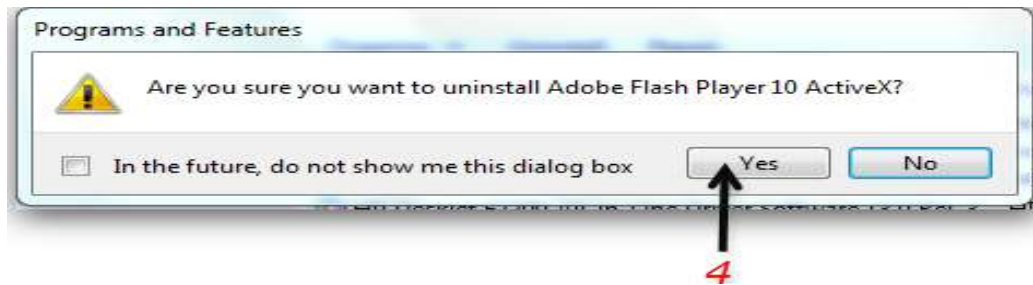 Programs and Features
Are you sure you want to uninstall Adobe Flash Player 10 ActiveX?
In the future, do not show me this dialog box
Yes
No
4